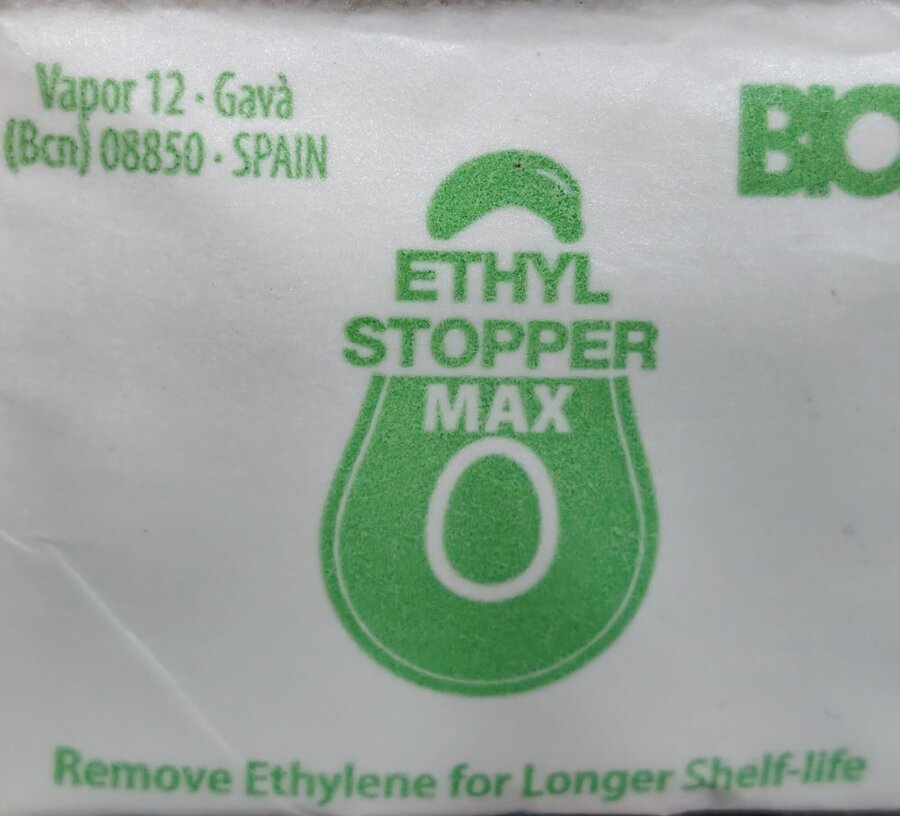 Vapor 12 · Gavà
(Bcn) 08850 · SPAIN
BIO
ETHYL
STOPPER
MAX
Remove Ethylene for Longer Shelf-life